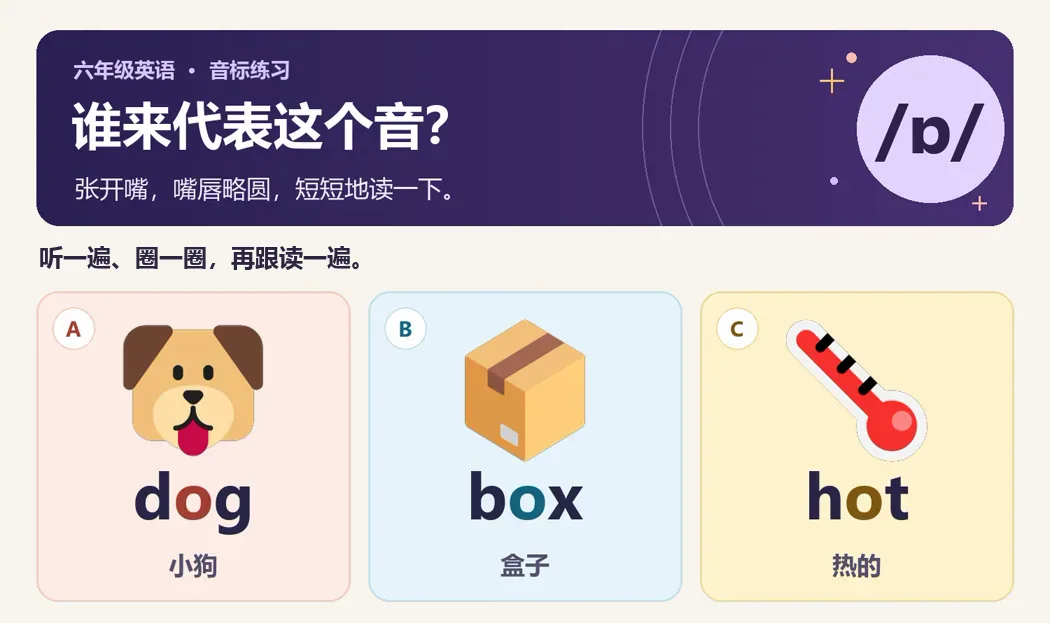 六年级英语 • 音标练习
谁来代表这个音?
张开嘴，嘴唇略圆，短短地读一下。
/ɒ/
听一遍、圈一圈，再跟读一遍。
A
dog
小狗
B
box
盒子
C
hot
热的